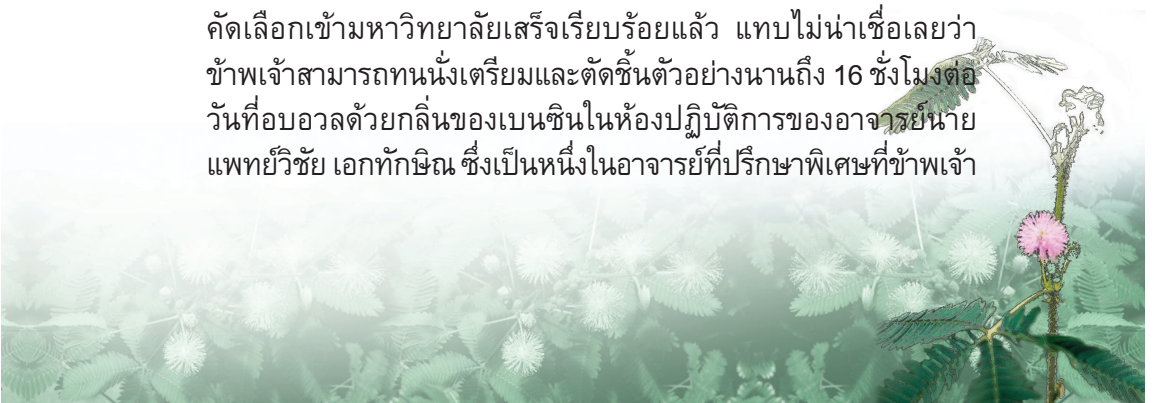 คัดเลือกเข้ามหาวิทยาลัยเสร็จเรียบร้อยแล้ว แทบไม่น่าเชื่อเลยว่า
ข้าพเจ้าสามารถทนนั่งเตรียมและตัดชิ้นตัวอย่างนานถึง 16 ชั่งโมงต่อ
วันที่อบอวลด้วยกลิ่นของเบนซินในห้องปฏิบัติการของอาจารย์นาย
แพทย์วิชัย เอกทักษิณ ซึ่งเป็นหนึ่งในอาจารย์ที่ปรึกษาพิเศษที่ข้าพเจ้า